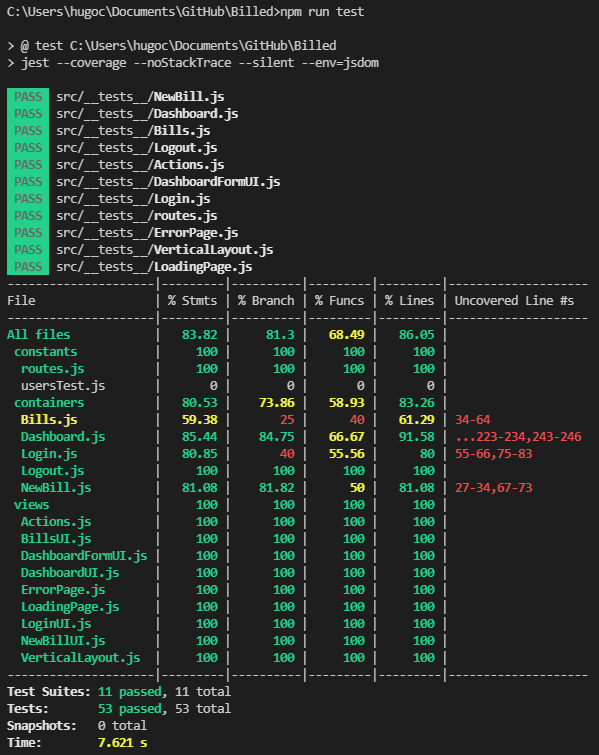 C:\Users\hugoc\Documents\GitHub\Billed>npm run test
> @ test C:\Users\hugoc\Documents\GitHub\Billed
> jest --coverage --noStackTrace --silent --env=jsdom
PASS src/__tests__/NewBill.js
PASS src/__tests__/Dashboard.js
PASS src/__tests__/Bills.js
PASS src/__tests__/Logout.js
PASS src/__tests__/Actions.js
PASS src/__tests__/DashboardFormUI.js
PASS src/__tests__/Login.js
PASS src/__tests__/routes.js
PASS src/__tests__/ErrorPage.js
PASS src/__tests__/VerticalLayout.js
PASS src/__tests__/LoadingPage.js
---------------------|---------|----------|---------|---------|--------------------
File                 | % Stmts | % Branch | % Funcs | % Lines | Uncovered Line #s
---------------------|---------|----------|---------|---------|--------------------
All files            |   83.82 |     81.3 |   68.49 |   86.05 |
 constants           |     100 |      100 |     100 |     100 |
  routes.js          |     100 |      100 |     100 |     100 |
  usersTest.js       |       0 |        0 |       0 |       0 |
 containers          |   80.53 |    73.86 |   58.93 |   83.26 |
  Bills.js           |   59.38 |       25 |      40 |   61.29 | 34-64
  Dashboard.js       |   85.44 |    84.75 |   66.67 |   91.58 | ...223-234,243-246
  Login.js           |   80.85 |       40 |   55.56 |      80 | 55-66,75-83
  Logout.js          |     100 |      100 |     100 |     100 |
  NewBill.js         |   81.08 |    81.82 |      50 |   81.08 | 27-34,67-73
 views               |     100 |      100 |     100 |     100 |
  Actions.js         |     100 |      100 |     100 |     100 |
  BillsUI.js         |     100 |      100 |     100 |     100 |
  DashboardFormUI.js |     100 |      100 |     100 |     100 |
  DashboardUI.js     |     100 |      100 |     100 |     100 |
  ErrorPage.js       |     100 |      100 |     100 |     100 |
  LoadingPage.js     |     100 |      100 |     100 |     100 |
  LoginUI.js         |     100 |      100 |     100 |     100 |
  NewBillUI.js       |     100 |      100 |     100 |     100 |
  VerticalLayout.js  |     100 |      100 |     100 |     100 |
---------------------|---------|----------|---------|---------|--------------------
Test Suites: 11 passed, 11 total
Tests:       53 passed, 53 total
Snapshots:   0 total
Time:        7.621 s